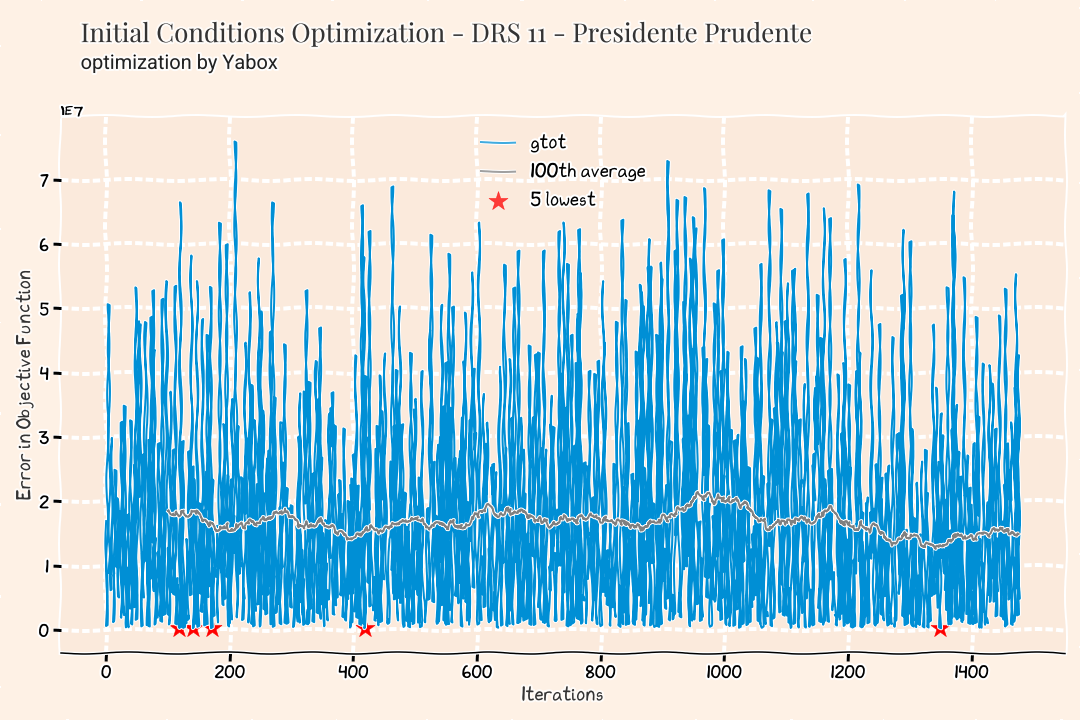 Initial Conditions Optimization - DRS 11 - Presidente Prudente
optimization by Yabox
1E7
gtot
100th average
5 lowest
7
6
5
4
3
2
1
0
Error in Objective Function
0 200 400 600 800 1000 1200 1400
Iterations